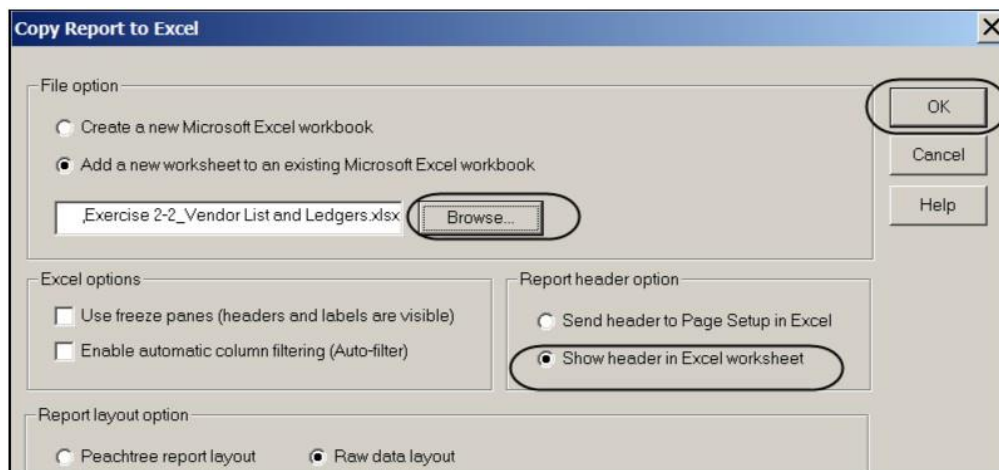 Copy Report to Excel
File option
Create a new Microsoft Excel workbook
Add a new worksheet to an existing Microsoft Excel workbook
,Exercise 2-2_Vendor List and Ledgers.xlsx
Browse...
OK
Cancel
Help
Excel options
Use freeze panes (headers and labels are visible)
Enable automatic column filtering (Auto-filter)
Report header option
Send header to Page Setup in Excel
Show header in Excel worksheet
Report layout option
Peachtree report layout
Raw data layout